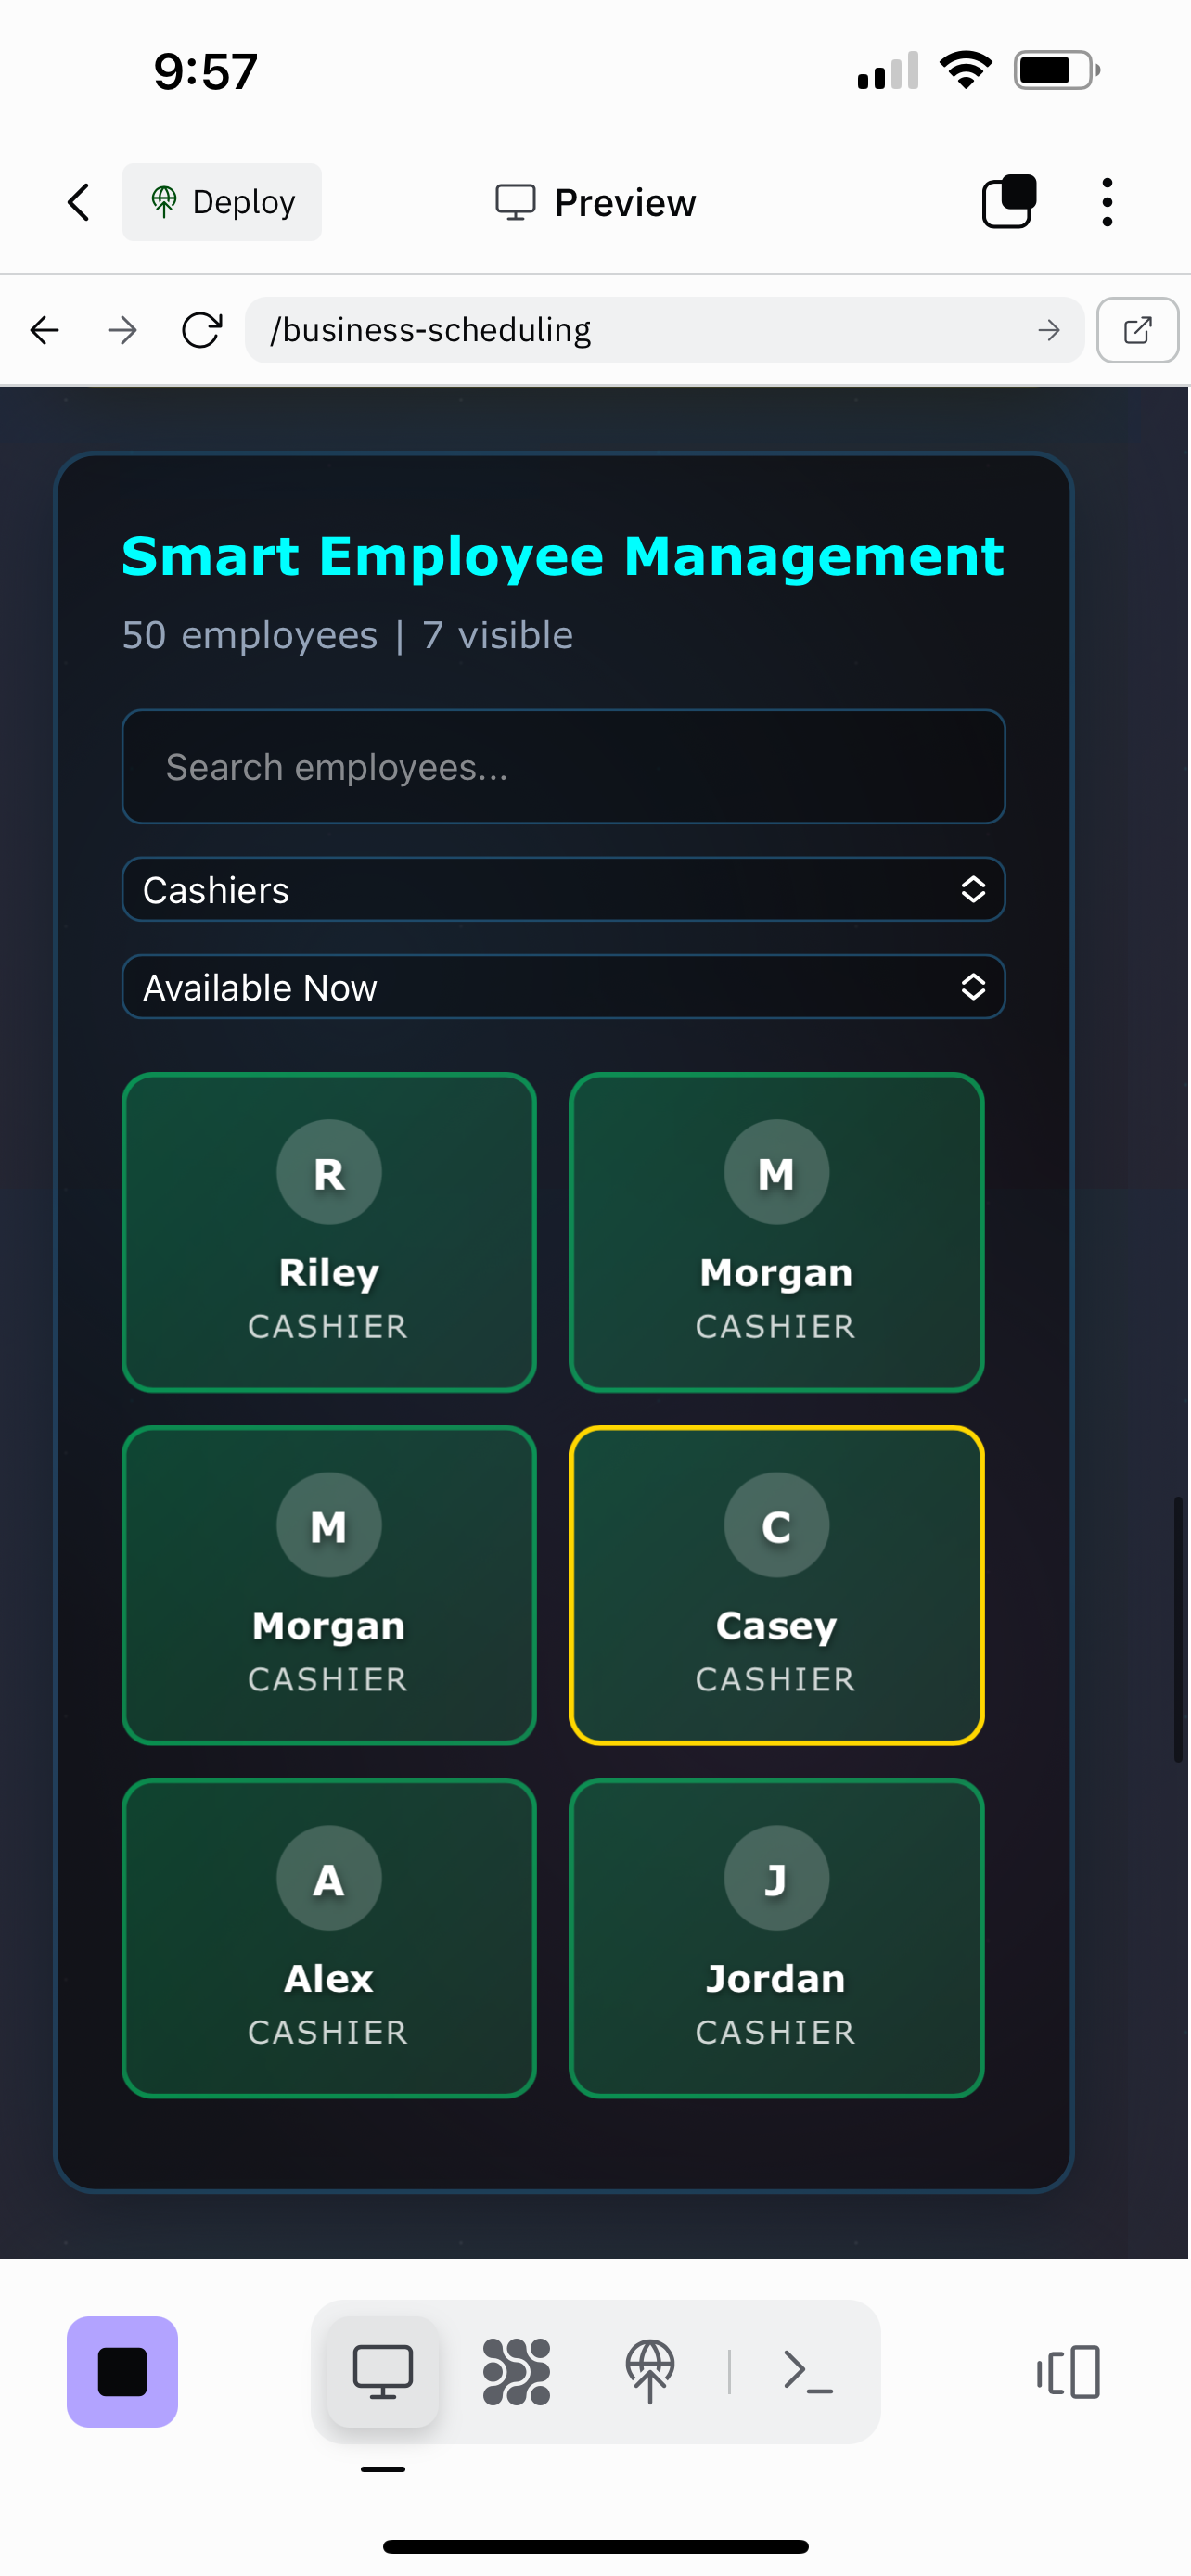 9:57
Deploy
Preview
/business-scheduling
Smart Employee Management
50 employees | 7 visible
Search employees...
Cashiers
Available Now
R
Riley
CASHIER
M
Morgan
CASHIER
M
Morgan
CASHIER
C
Casey
CASHIER
A
Alex
CASHIER
J
Jordan
CASHIER